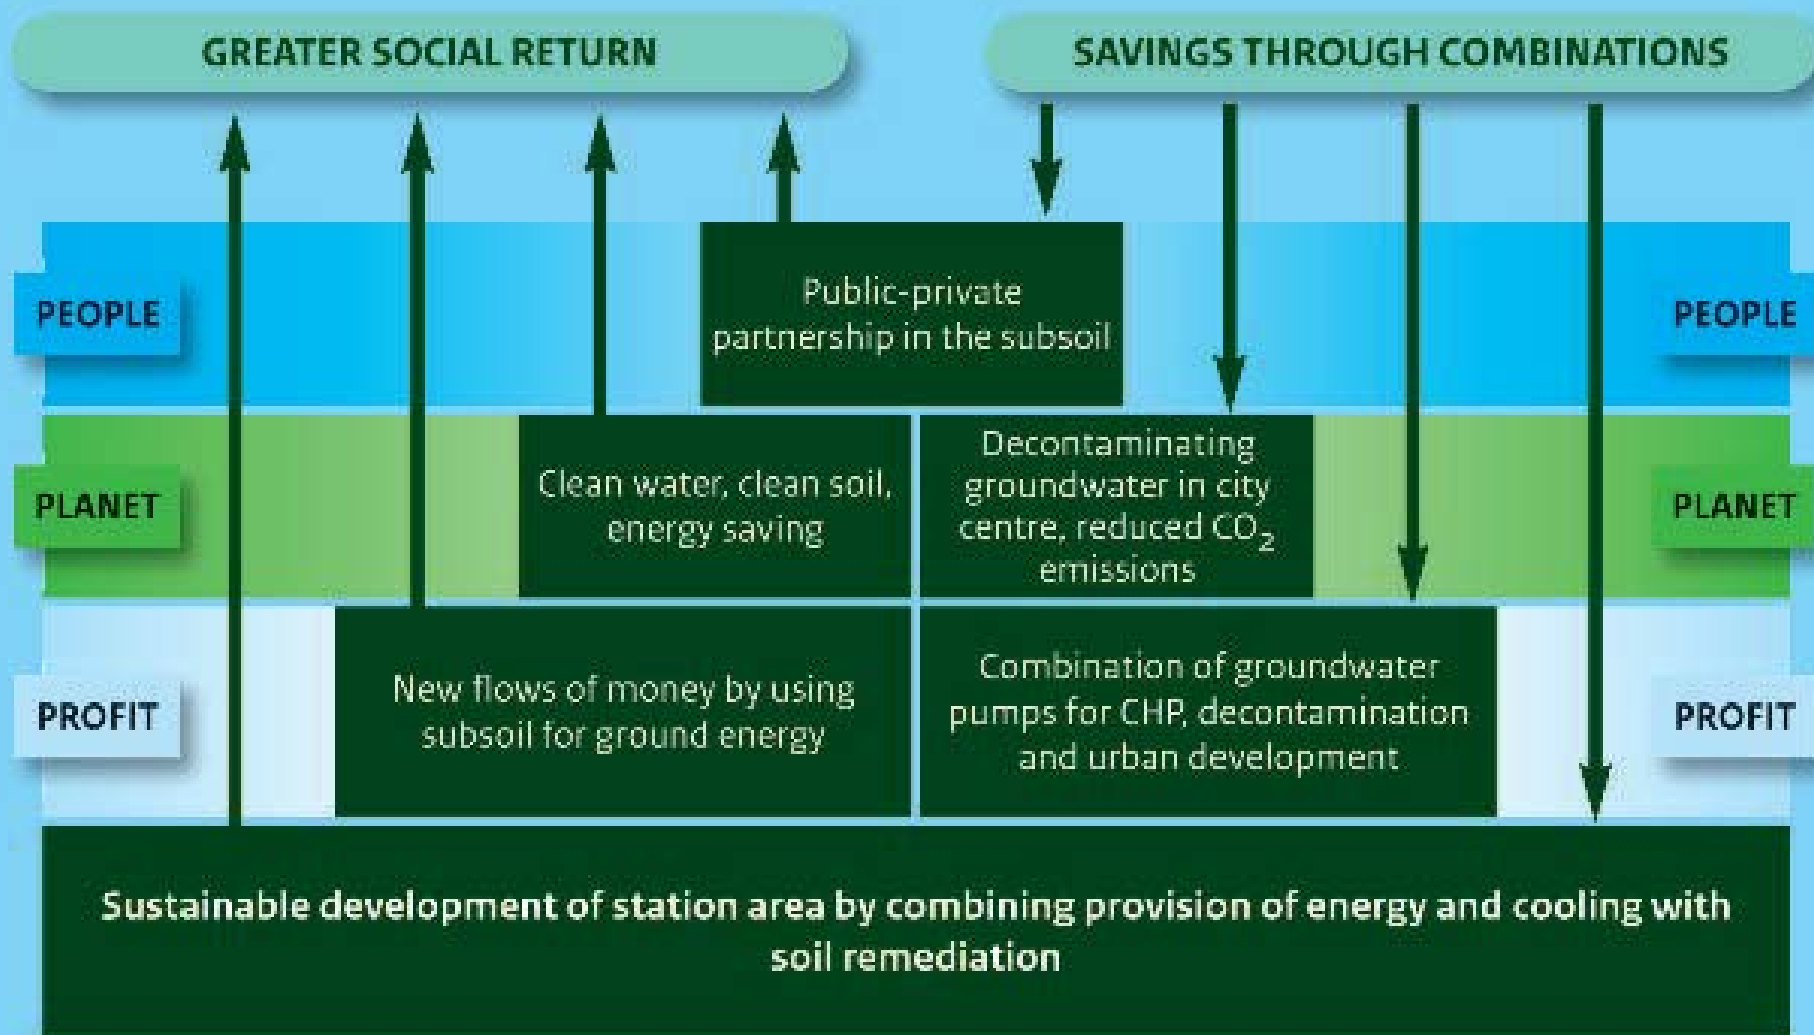 GREATER SOCIAL RETURN
SAVINGS THROUGH COMBINATIONS
PEOPLE
Public-private
partnership in the subsoil
PEOPLE
PLANET
Clean water, clean soil,
energy saving
Decontaminating
groundwater in city
centre, reduced CO₂
emissions
PLANET
PROFIT
New flows of money by using
subsoil for ground energy
Combination of groundwater
pumps for CHP, decontamination
and urban development
PROFIT
Sustainable development of station area by combining provision of energy and cooling with
soil remediation